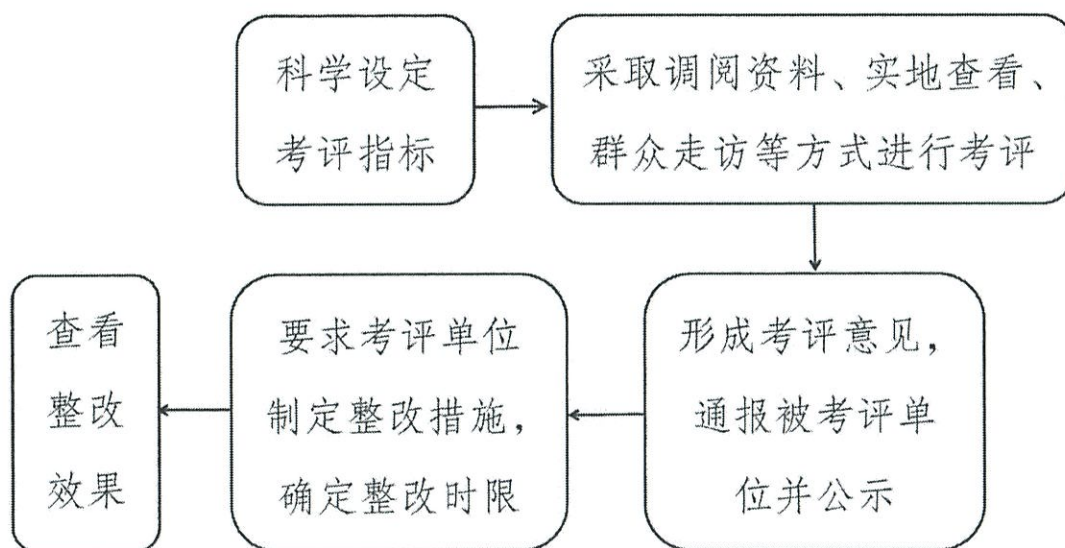 科学设定
考评指标
采取调阅资料、实地查看、
群众走访等方式进行考评
形成考评意见，
通报被考评单
位并公示
要求考评单位
制定整改措施，
确定整改时限
查看
整改
效果